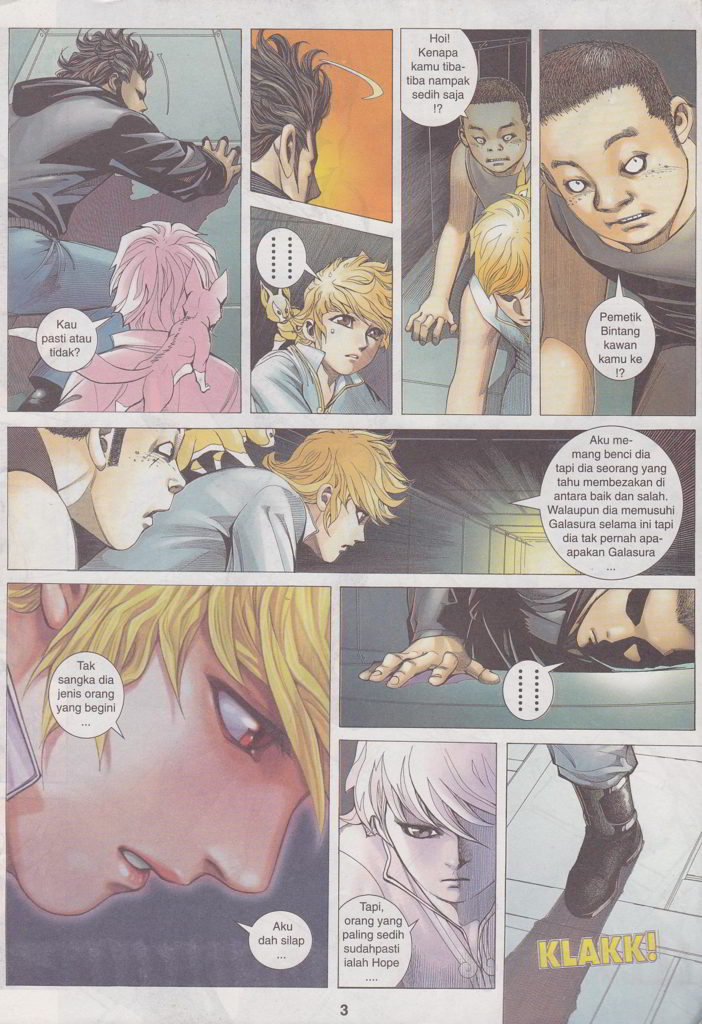 Kau
pasti atau
tidak?
Hoi!
Kenapa
kamu tiba-
tiba nampak
sedih saja
!?
Pemetik
Bintang
kawan
kamu ke
!?
Aku me-
mang benci dia
tapi dia seorang yang
tahu membezakan di
antara baik dan salah.
Walaupun dia memusuhi
Galasura selama ini tapi
dia tak pernah apa-
apakan Galasura
...
Tak
sangka dia
jenis orang
yang begini
...
Aku
dah silap
...
Tapi,
orang yang
paling sedih
sudahpasti
ialah Hope
....
KLAKK!
3